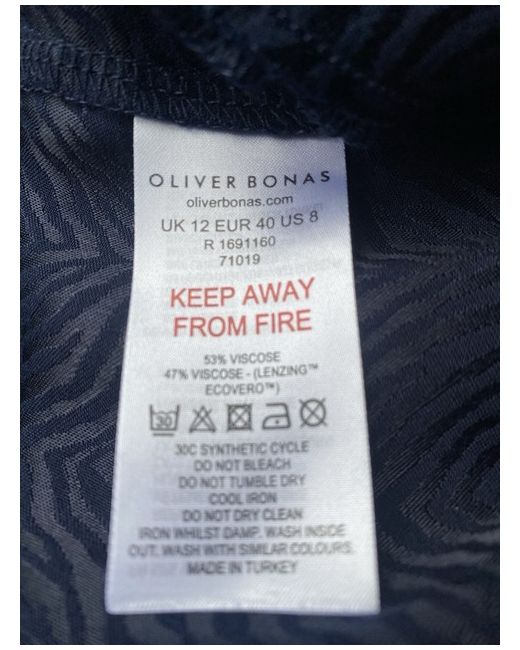 OLIVER BONAS
oliverbonas.com
UK 12 EUR 40 US 8
R 1691160
71019
KEEP AWAY
FROM FIRE
53% VISCOSE
47% VISCOSE - (LENZING™
ECOVERO™)
30
30C SYNTHETIC CYCLE
DO NOT BLEACH
DO NOT TUMBLE DRY
COOL IRON
DO NOT DRY CLEAN
IRON WHILST DAMP. WASH INSIDE
OUT. WASH WITH SIMILAR COLOURS.
MADE IN TURKEY